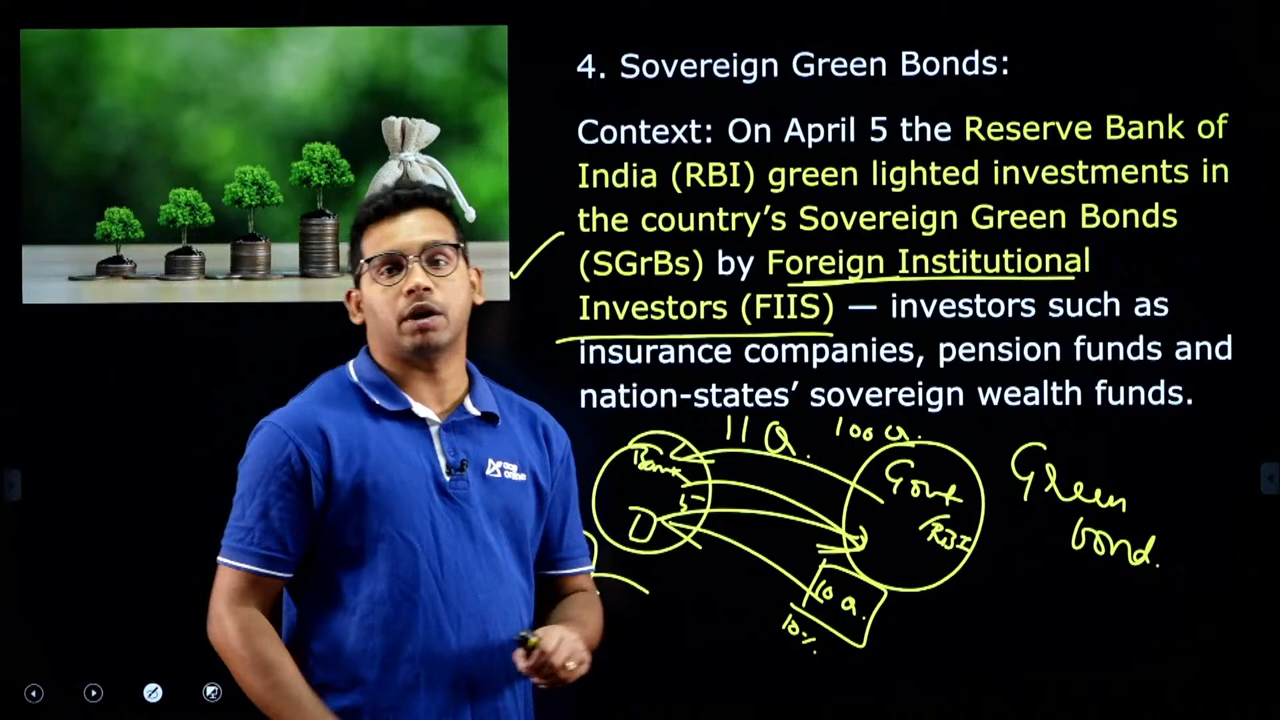 4. Sovereign Green Bonds:
Context: On April 5 the Reserve Bank of
India (RBI) green lighted investments in
the country’s Sovereign Green Bonds
(SGrBs) by Foreign Institutional
Investors (FIIS) — investors such as
insurance companies, pension funds and
nation-states’ sovereign wealth funds.
11 a. 100 a.
Bank
Govt
RBI
Green
bond.
10 a.
10%.
ace
online